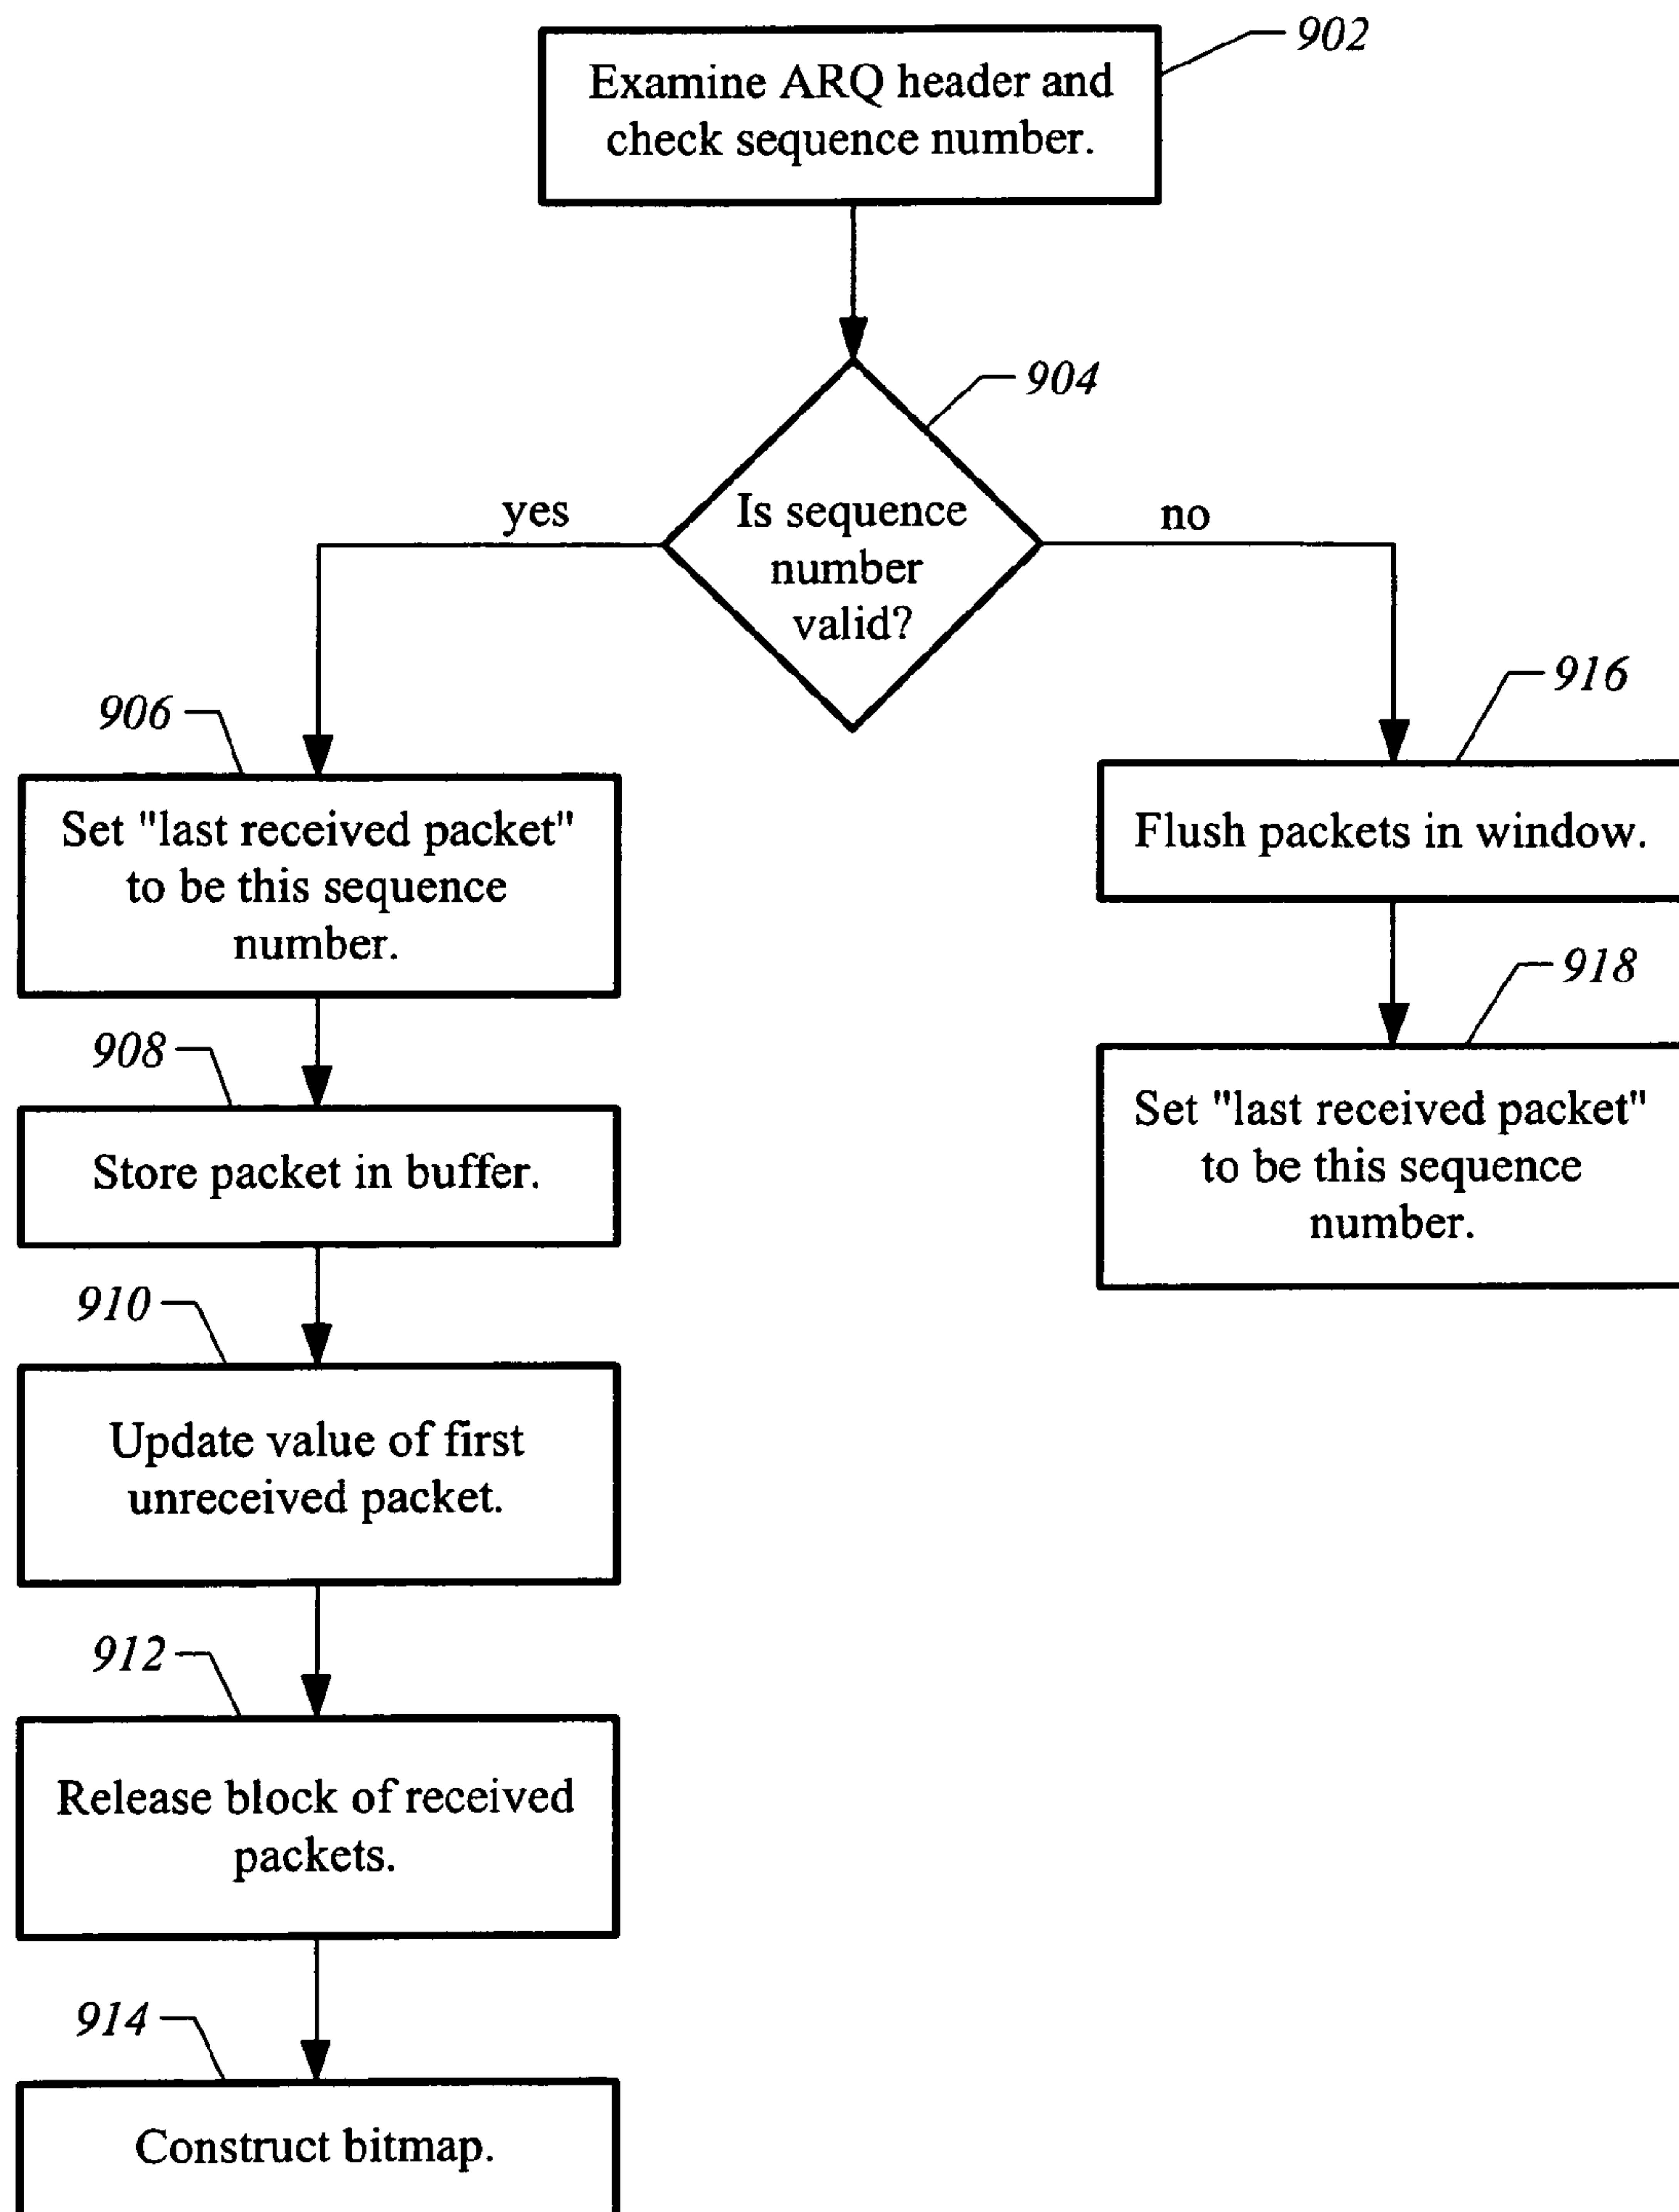 902
Examine ARQ header and
check sequence number.
904
Is sequence
number
valid?
yes
no
906
Set "last received packet"
to be this sequence
number.
908
Store packet in buffer.
910
Update value of first
unreceived packet.
912
Release block of received
packets.
914
Construct bitmap.
916
Flush packets in window.
918
Set "last received packet"
to be this sequence
number.